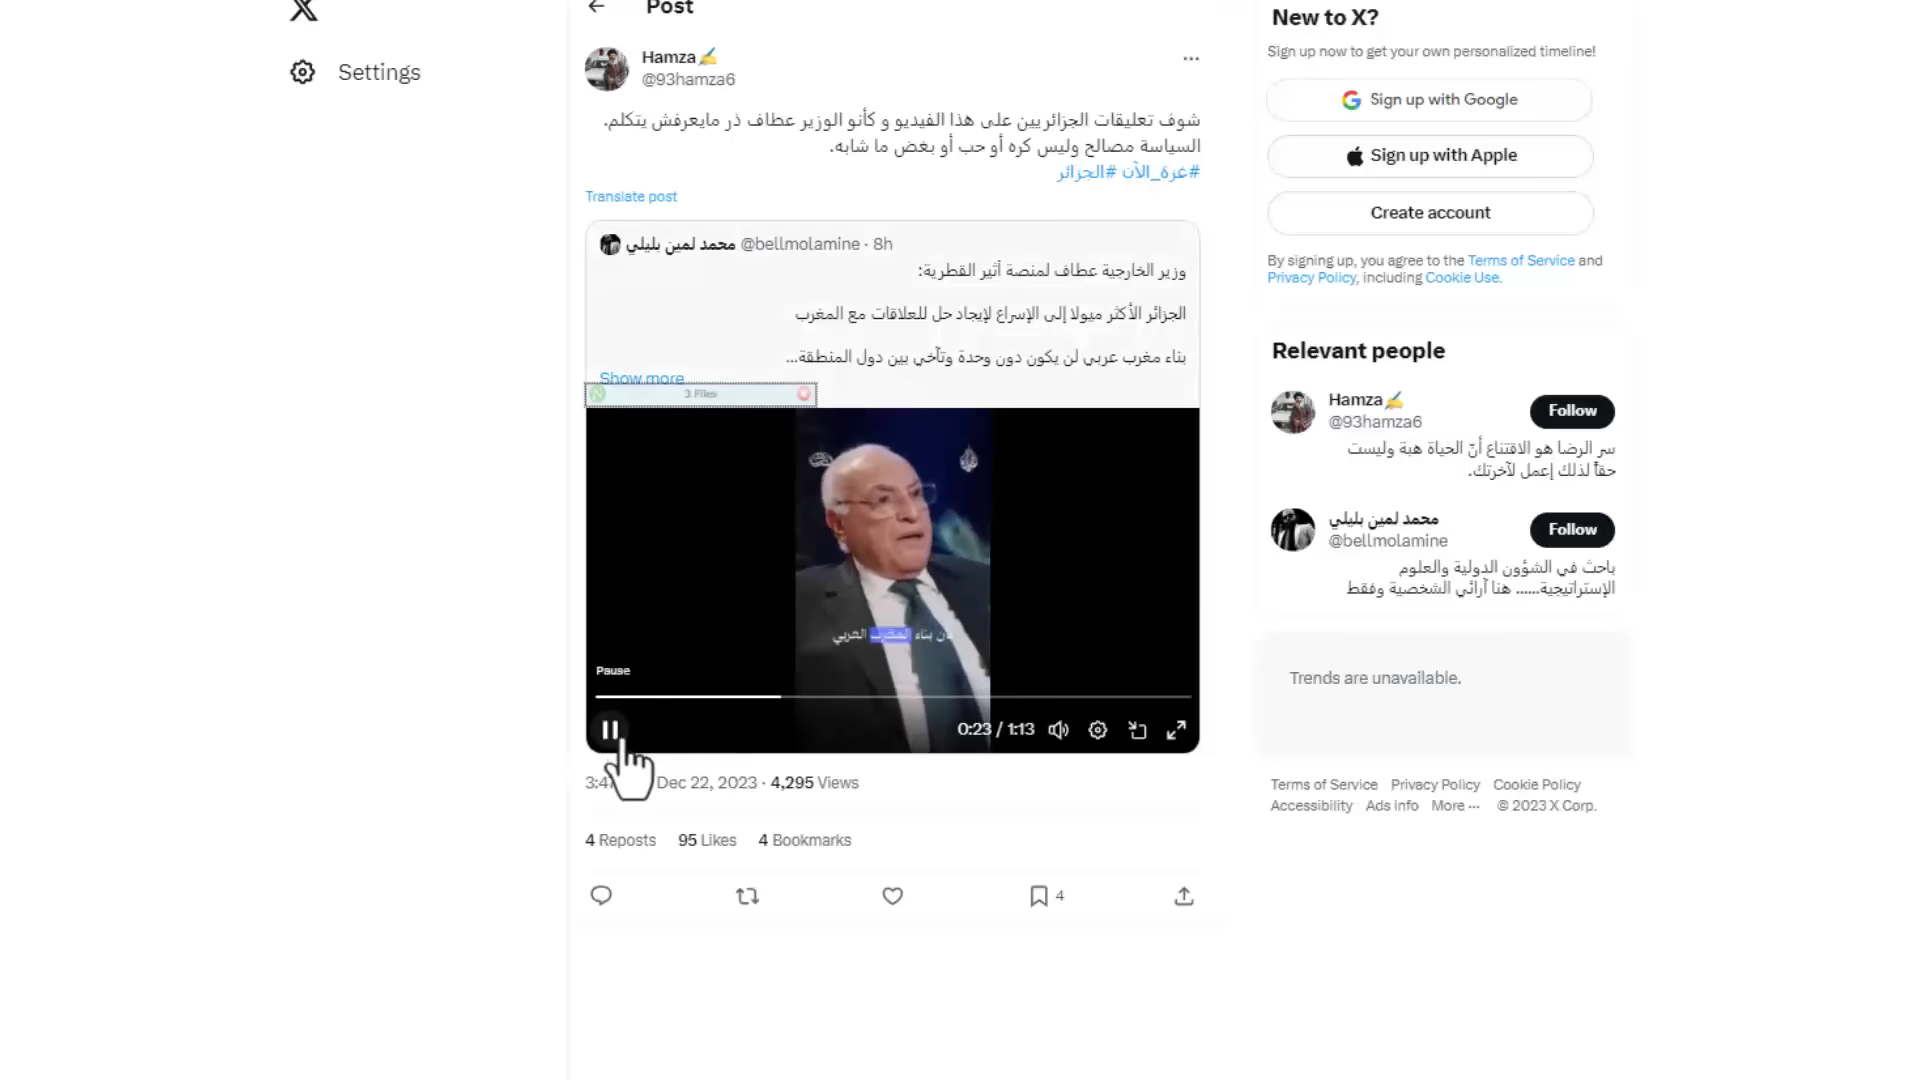 Settings
Post
Hamza✍️
@93hamza6
شوف تعليقات الجزائريين على هذا الفيديو و كأنو الوزير عطاف ذر مايعرفش يتكلم.
السياسة مصالح وليس كره أو حب أو بغض ما شابه.
#غزة_الآن #الجزائر
Translate post
محمد لمين بليلي @bellmolamine · 8h
وزير الخارجية عطاف لمنصة أثير القطرية:
الجزائر الأكثر ميولا إلى الإسراع لإيجاد حل للعلاقات مع المغرب
بناء مغرب عربي لن يكون دون وحدة وتآخي بين دول المنطقة...
Show more
3 Files
بناء المغرب العربي
Pause
0:23 / 1:13
Dec 22, 2023 · 4,295 Views
4 Reposts 95 Likes 4 Bookmarks
4
New to X?
Sign up now to get your own personalized timeline!
Sign up with Google
Sign up with Apple
Create account
By signing up, you agree to the Terms of Service and
Privacy Policy, including Cookie Use.
Relevant people
Hamza✍️
@93hamza6
Follow
سر الرضا هو الاقتناع أنّ الحياة هبة وليست
حقاً لذلك إعمل لآخرتك.
محمد لمين بليلي
@bellmolamine
Follow
باحث في الشؤون الدولية والعلوم
الإستراتيجية...... هنا آرائي الشخصية وفقط
Trends are unavailable.
Terms of Service Privacy Policy Cookie Policy
Accessibility Ads info More ··· © 2023 X Corp.